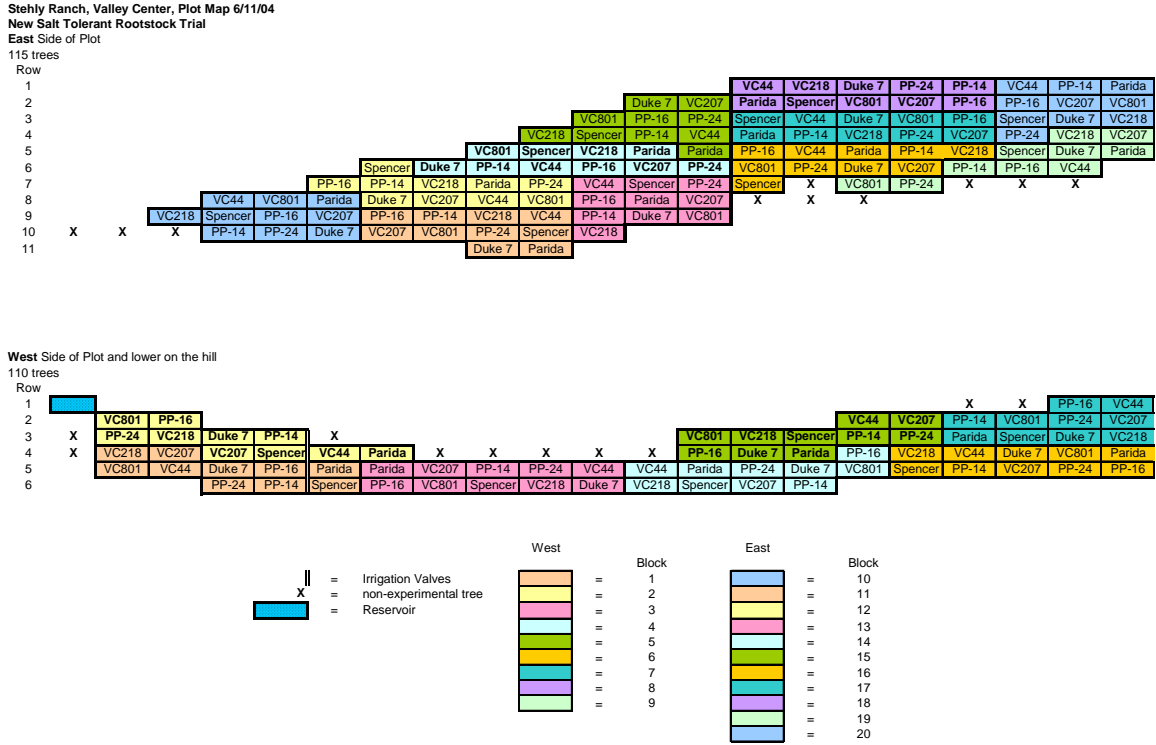 Stehly Ranch, Valley Center, Plot Map 6/11/04
New Salt Tolerant Rootstock Trial
East Side of Plot
115 trees
Row
1 VC44 VC218 Duke 7 PP-24 PP-14 VC44 PP-14 Parida
2 Duke 7 VC207 Parida Spencer VC801 VC207 PP-16 PP-16 VC207 VC801
3 VC801 PP-16 PP-24 Spencer VC44 Duke 7 VC801 PP-16 Spencer Duke 7 VC218
4 VC218 Spencer PP-14 VC44 Parida PP-14 VC218 PP-24 VC207 PP-24 VC218 VC207
5 VC801 Spencer VC218 Parida Parida PP-16 VC44 Parida PP-14 VC218 Spencer Duke 7 Parida
6 Spencer Duke 7 PP-14 VC44 PP-16 VC207 PP-24 VC801 PP-24 Duke 7 VC207 PP-14 PP-16 VC44
7 PP-16 PP-14 VC218 Parida PP-24 VC44 Spencer PP-24 Spencer X VC801 PP-24 X X X
8 VC44 VC801 Parida Duke 7 VC207 VC44 VC801 PP-16 Parida VC207 X X X
9 VC218 Spencer PP-16 VC207 PP-16 PP-14 VC218 VC44 PP-14 Duke 7 VC801
10 X X X PP-14 PP-24 Duke 7 VC207 VC801 PP-24 Spencer VC218
11 Duke 7 Parida
West Side of Plot and lower on the hill
110 trees
Row
1 X X PP-16 VC44
2 VC801 PP-16 VC44 VC207 PP-14 VC801 PP-24 VC207
3 X PP-24 VC218 Duke 7 PP-14 X VC801 VC218 Spencer PP-14 PP-24 Parida Spencer Duke 7 VC218
4 X VC218 VC207 VC207 Spencer VC44 Parida X X X X X PP-16 Duke 7 Parida PP-16 VC218 VC44 Duke 7 VC801 Parida
5 VC801 VC44 Duke 7 PP-16 Parida Parida VC207 PP-14 PP-24 VC44 VC44 Parida PP-24 Duke 7 VC801 Spencer PP-14 VC207 PP-24 PP-16
6 PP-24 PP-14 Spencer PP-16 VC801 Spencer VC218 Duke 7 VC218 Spencer VC207 PP-14
West East
Block Block
= Irrigation Valves = 1 = 10
X = non-experimental tree = 2 = 11
= Reservoir = 3 = 12
= 4 = 13
= 5 = 14
= 6 = 15
= 7 = 16
= 8 = 17
= 9 = 18
= 19
= 20